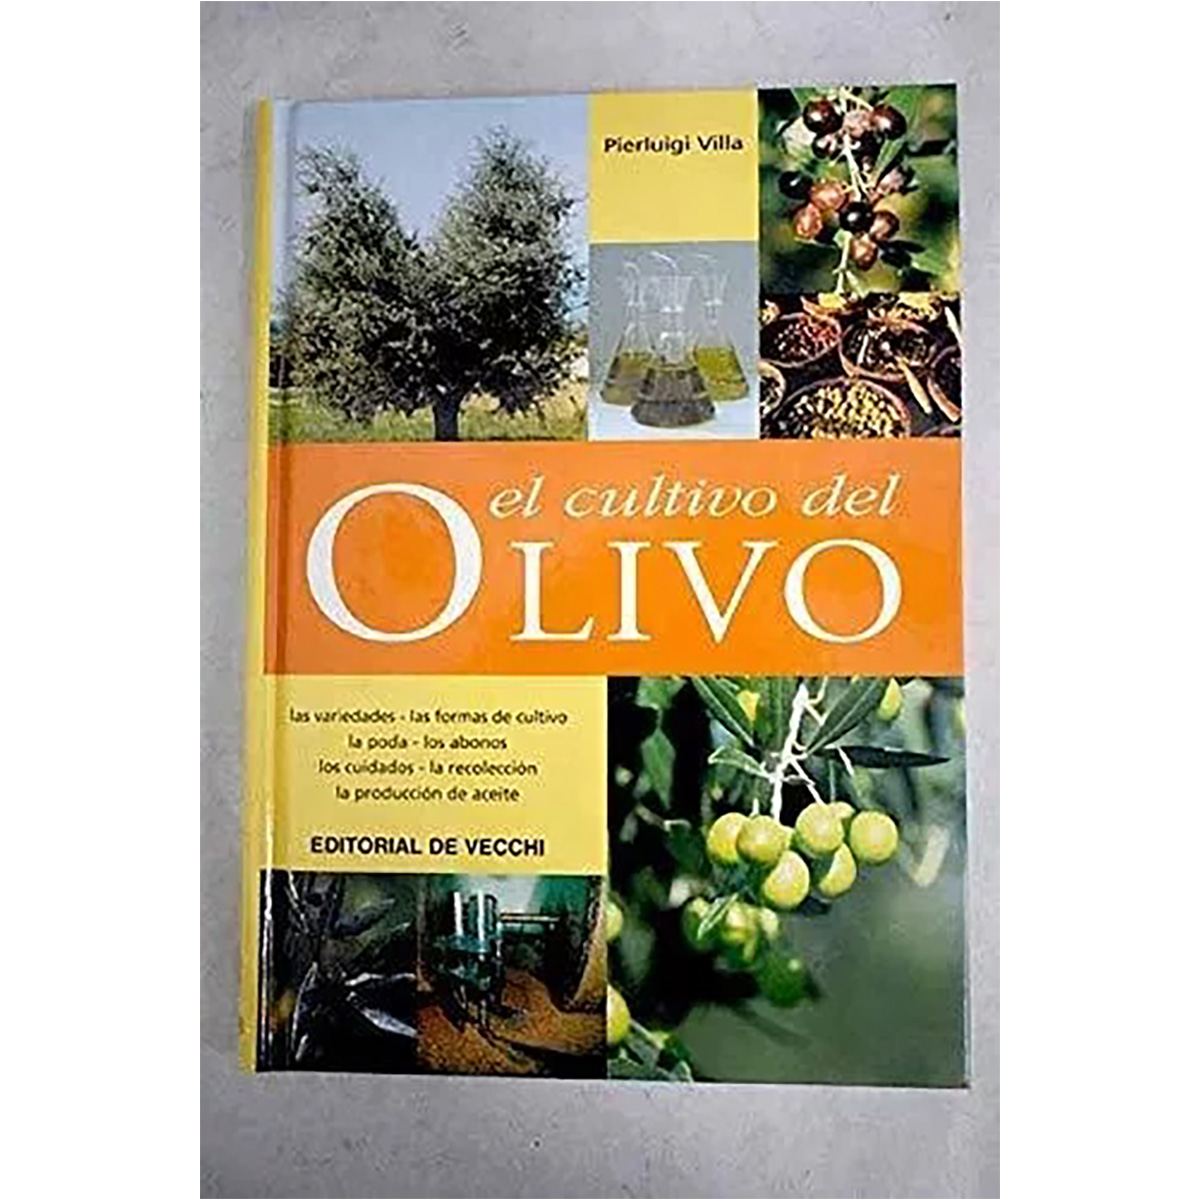 Pierluigi Villa
el cultivo del
OLIVO
las variedades - las formas de cultivo
la poda - los abonos
los cuidados - la recolección
la producción de aceite
EDITORIAL DE VECCHI